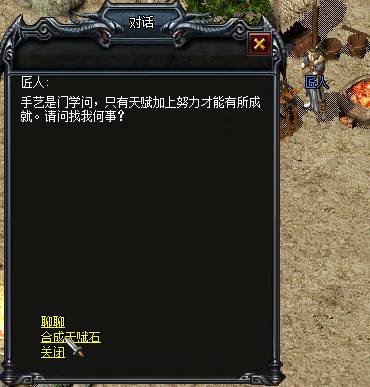 对话
匠人:
匠人
手艺是门学问，只有天赋加上努力才能有所成
就。请问找我何事？
聊聊
合成天赋石
关闭